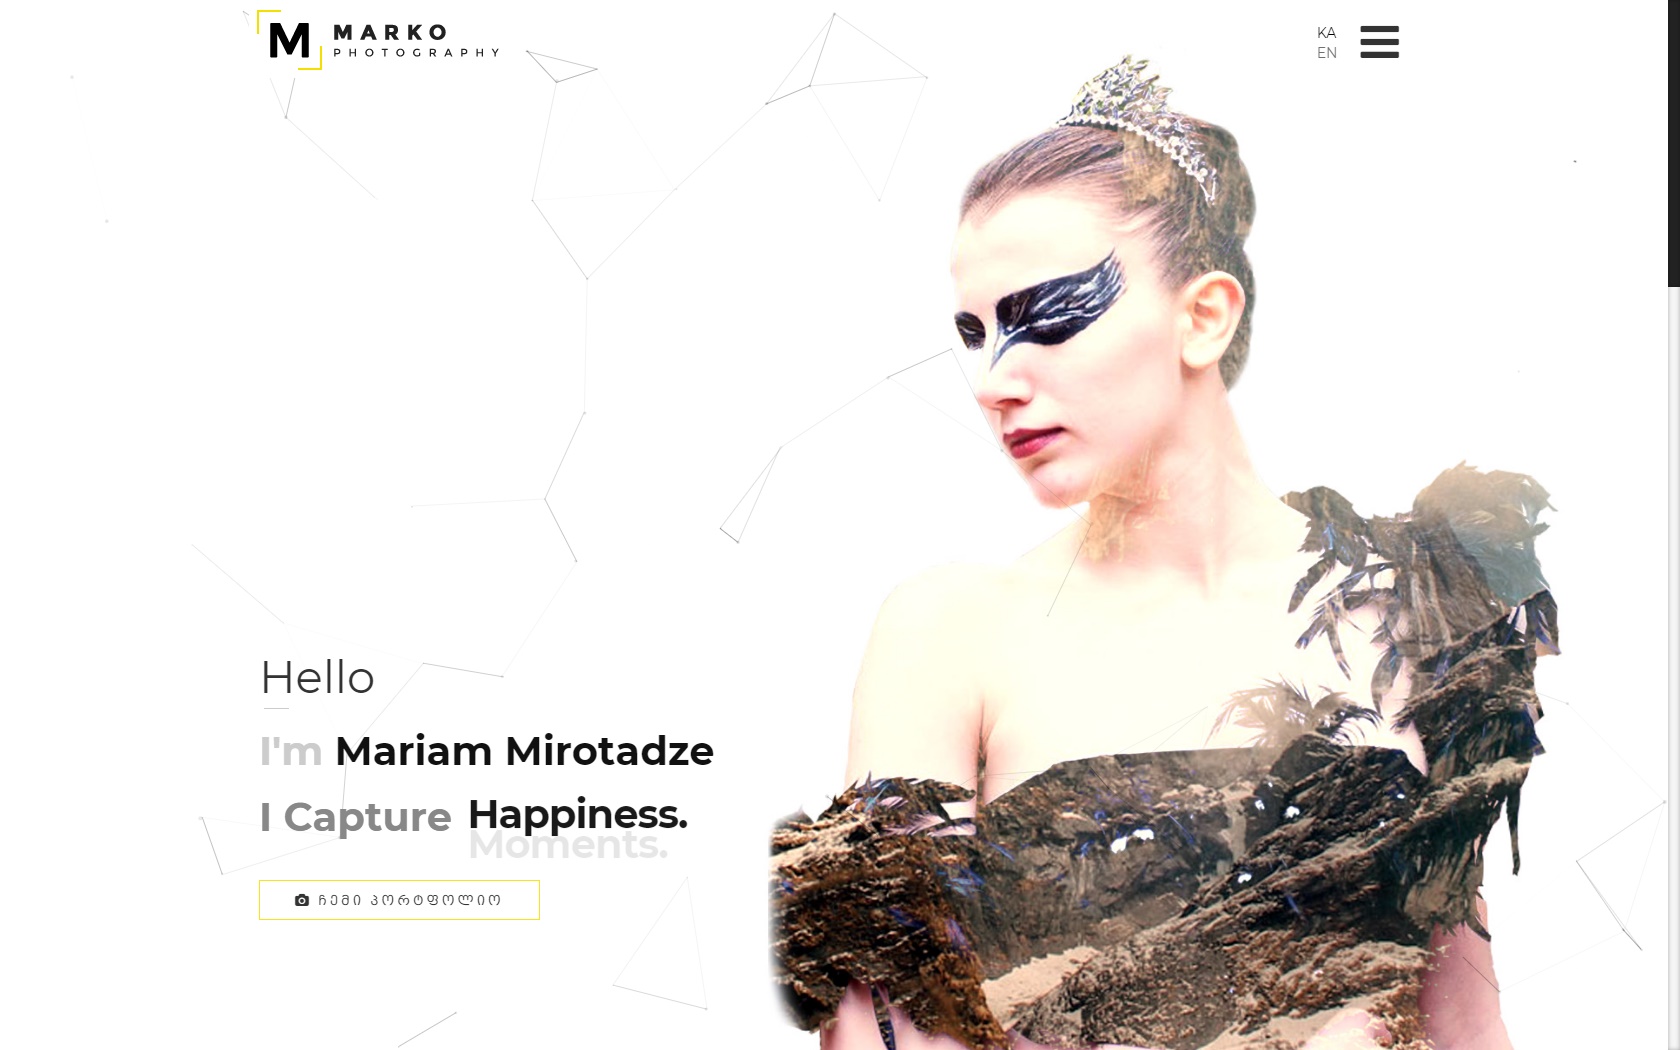 M MARKO
PHOTOGRAPHY
KA
EN
Hello
I'm Mariam Mirotadze
I Capture Happiness.
Moments.
ჩემი პორტფოლიო